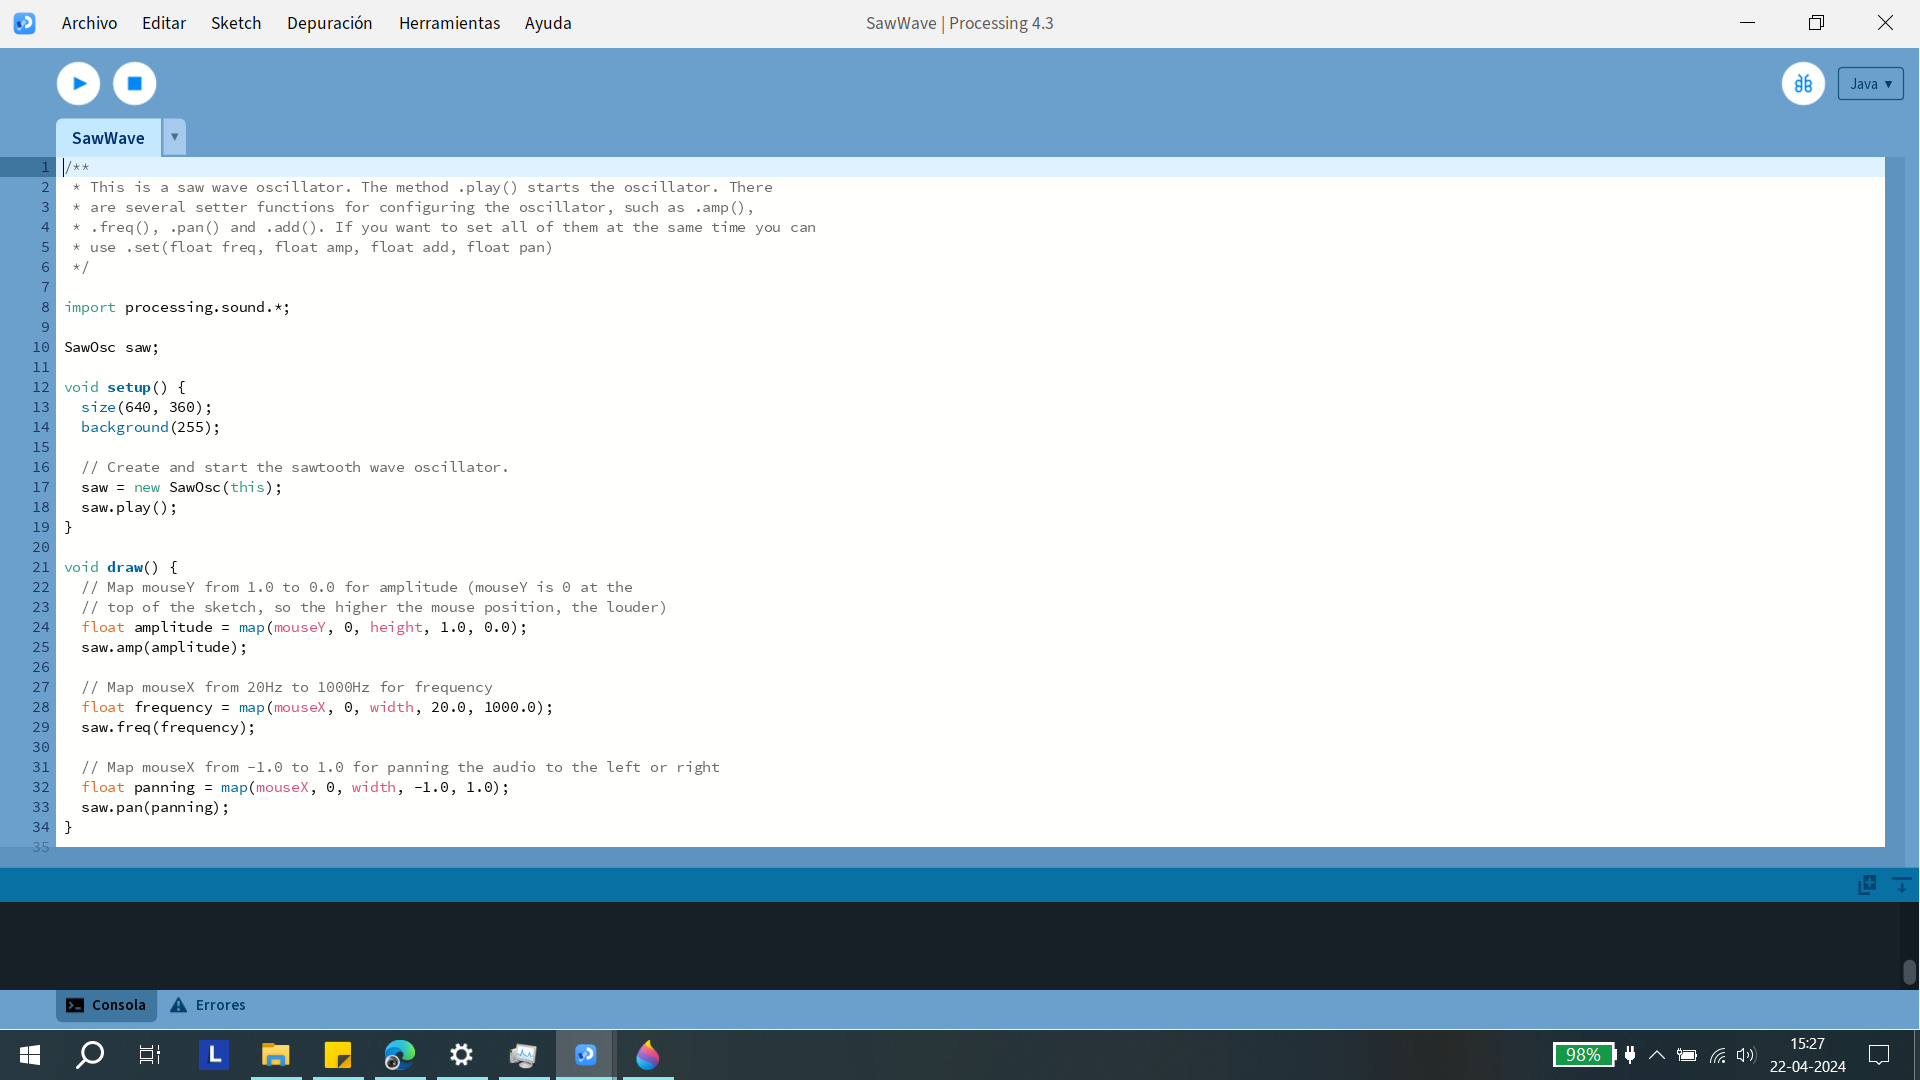 Archivo Editar Sketch Depuración Herramientas Ayuda SawWave | Processing 4.3
Java ▾
SawWave ▾
1 /**
2  * This is a saw wave oscillator. The method .play() starts the oscillator. There
3  * are several setter functions for configuring the oscillator, such as .amp(),
4  * .freq(), .pan() and .add(). If you want to set all of them at the same time you can
5  * use .set(float freq, float amp, float add, float pan)
6  */
7
8 import processing.sound.*;
9
10 SawOsc saw;
11
12 void setup() {
13   size(640, 360);
14   background(255);
15
16   // Create and start the sawtooth wave oscillator.
17   saw = new SawOsc(this);
18   saw.play();
19 }
20
21 void draw() {
22   // Map mouseY from 1.0 to 0.0 for amplitude (mouseY is 0 at the
23   // top of the sketch, so the higher the mouse position, the louder)
24   float amplitude = map(mouseY, 0, height, 1.0, 0.0);
25   saw.amp(amplitude);
26
27   // Map mouseX from 20Hz to 1000Hz for frequency
28   float frequency = map(mouseX, 0, width, 20.0, 1000.0);
29   saw.freq(frequency);
30
31   // Map mouseX from -1.0 to 1.0 for panning the audio to the left or right
32   float panning = map(mouseX, 0, width, -1.0, 1.0);
33   saw.pan(panning);
34 }
35
Consola Errores
L
98%
15:27
22-04-2024